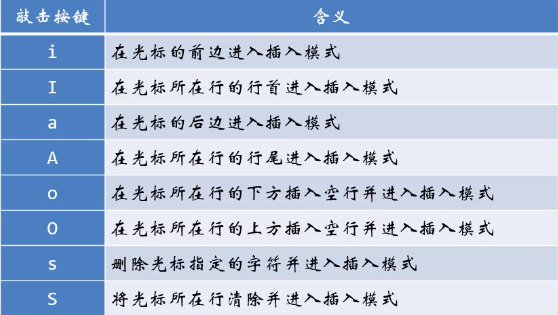 敲击按键 含义
i 在光标的前边进入插入模式
I 在光标所在行的行首进入插入模式
a 在光标的后边进入插入模式
A 在光标所在行的行尾进入插入模式
o 在光标所在行的下方插入空行并进入插入模式
O 在光标所在行的上方插入空行并进入插入模式
s 删除光标指定的字符并进入插入模式
S 将光标所在行清除并进入插入模式